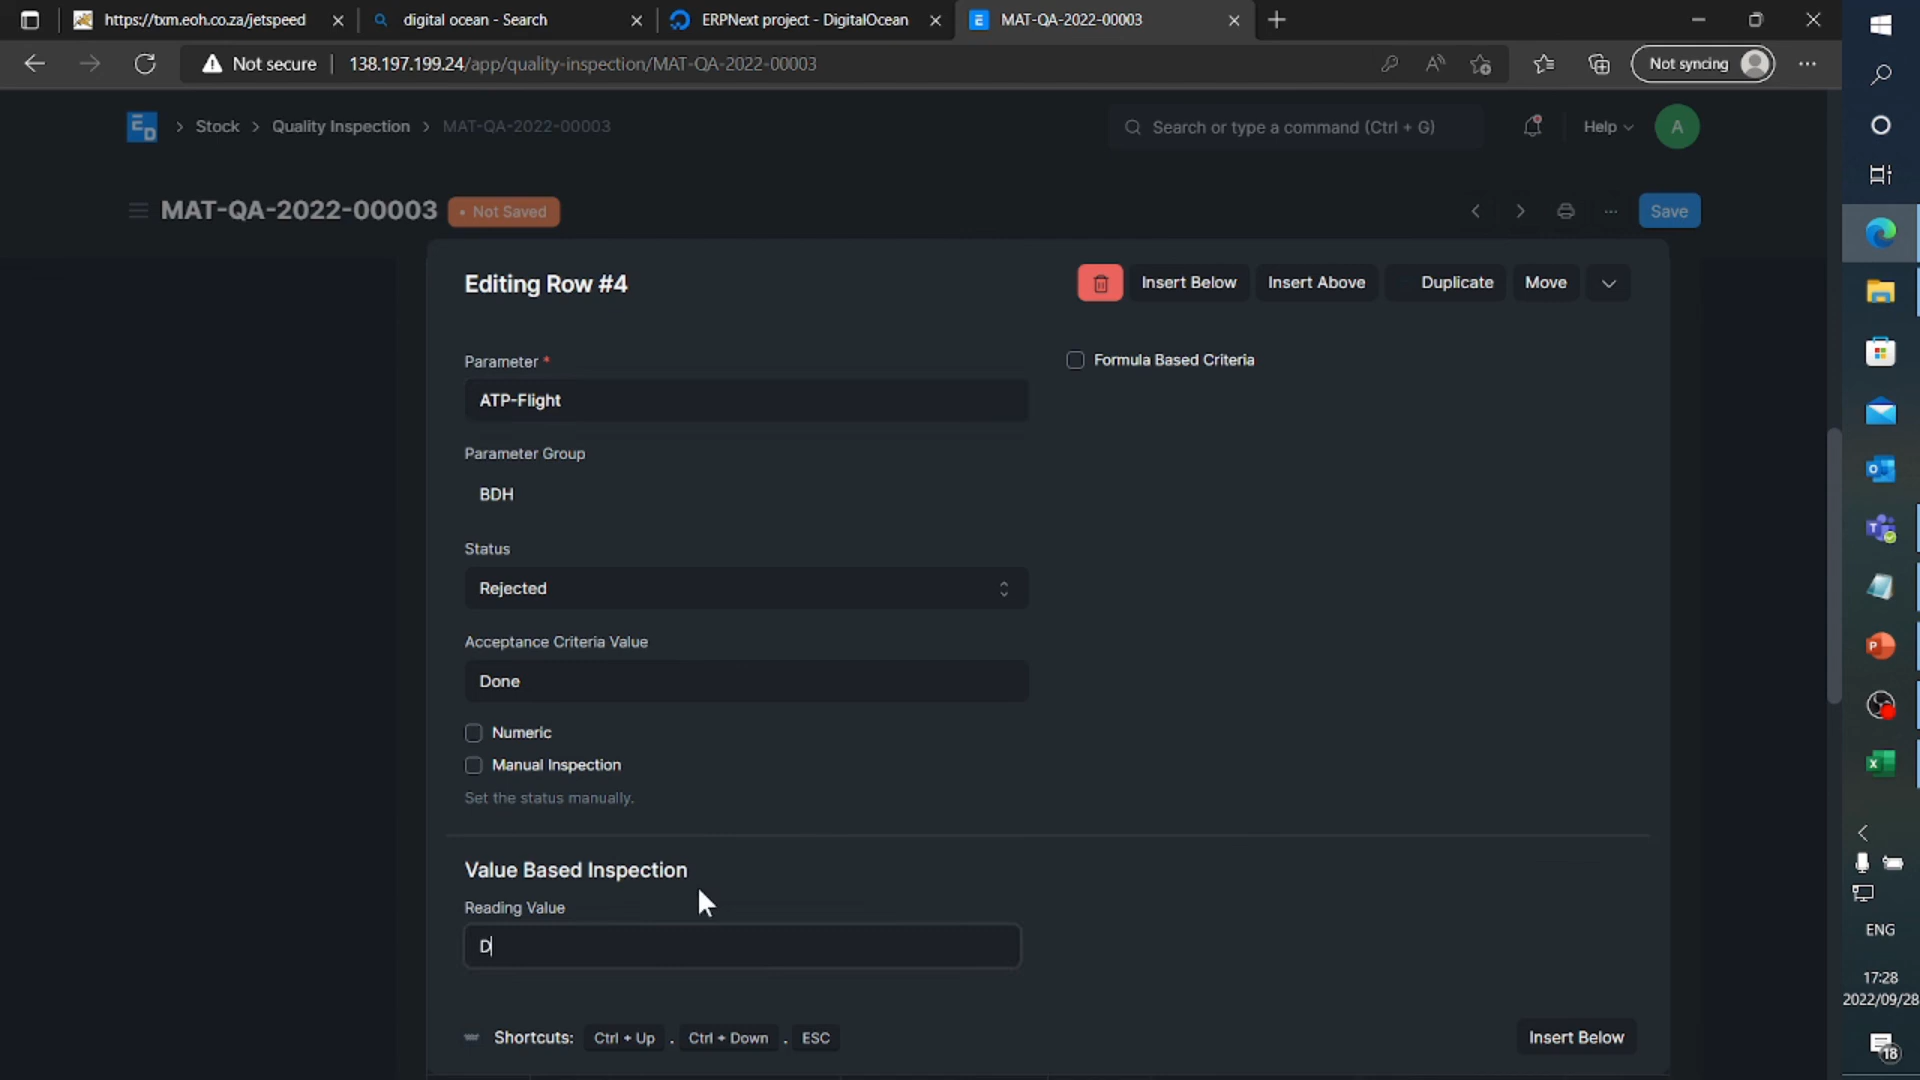 https://txm.eoh.co.za/jetspeed
digital ocean - Search
ERPNext project - DigitalOcean
MAT-QA-2022-00003
Not secure
138.197.199.24/app/quality-inspection/MAT-QA-2022-00003
Not syncing
Stock > Quality Inspection > MAT-QA-2022-00003
Search or type a command (Ctrl + G)
Help
A
MAT-QA-2022-00003
• Not Saved
Save
Editing Row #4
Insert Below
Insert Above
Duplicate
Move
Parameter *
Formula Based Criteria
ATP-Flight
Parameter Group
BDH
Status
Rejected
Acceptance Criteria Value
Done
Numeric
Manual Inspection
Set the status manually.
Value Based Inspection
Reading Value
D
Shortcuts: Ctrl + Up . Ctrl + Down . ESC
Insert Below
ENG
17:28
2022/09/28
18